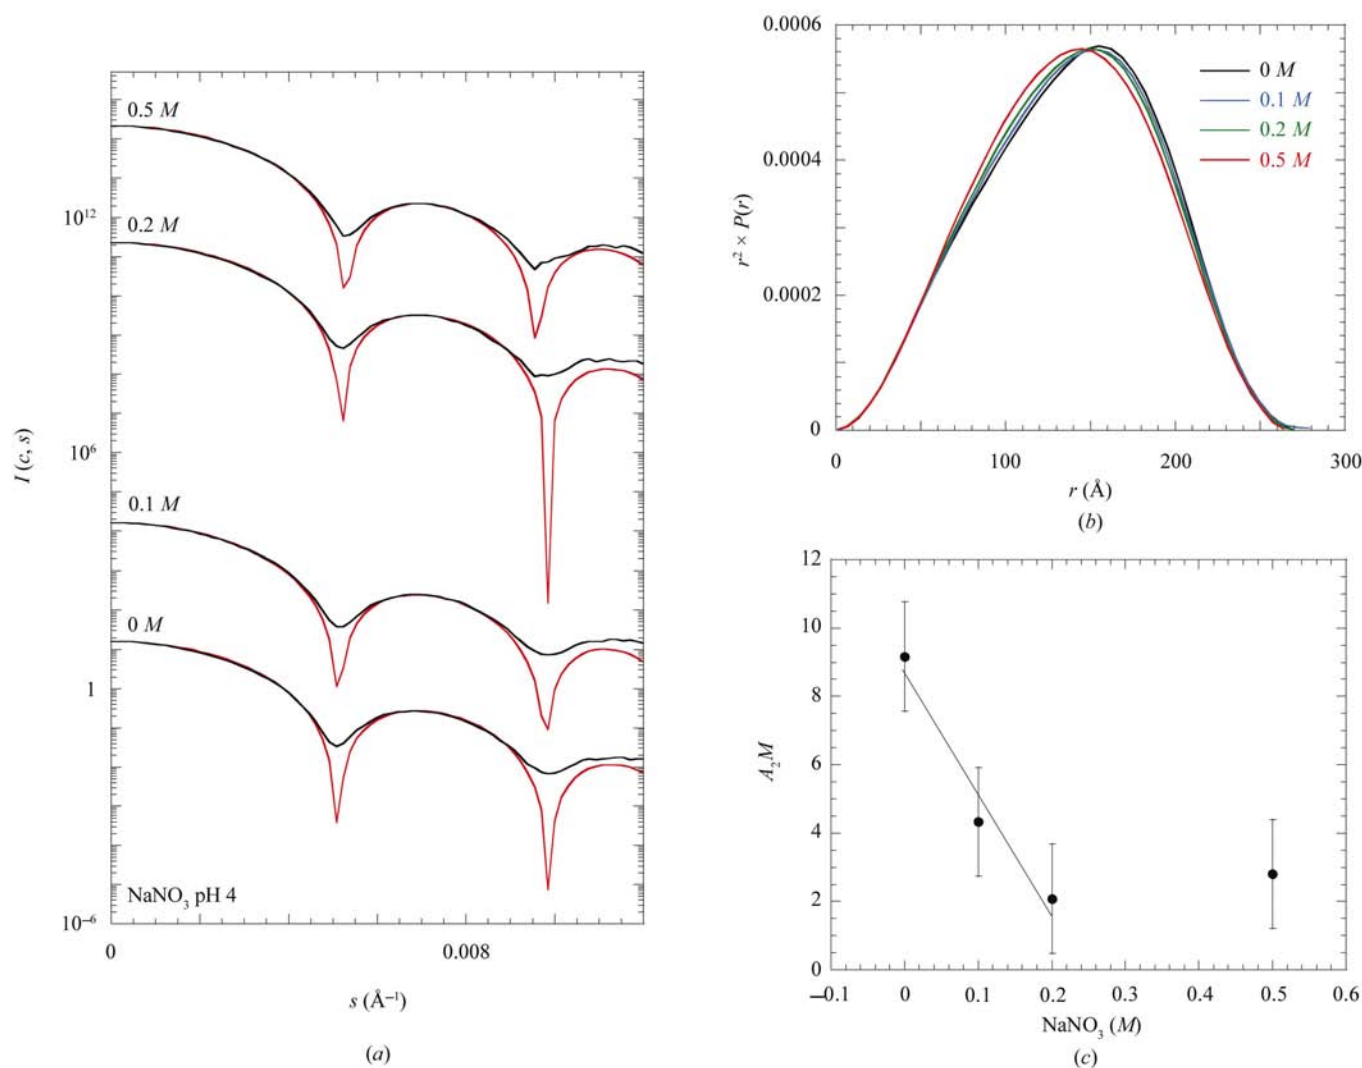 0.5 M
10¹²
0.2 M
I (c, s)
10⁶
0.1 M
0 M
1
NaNO₃ pH 4
10⁻⁶
0
0.008
s (Å⁻¹)
(a)
0.0006
0 M
0.1 M
0.2 M
0.5 M
0.0004
r² × P(r)
0.0002
0
0 100 200 300
r (Å)
(b)
12
10
8
A₂M
6
4
2
0
−0.1 0 0.1 0.2 0.3 0.4 0.5 0.6
NaNO₃ (M)
(c)